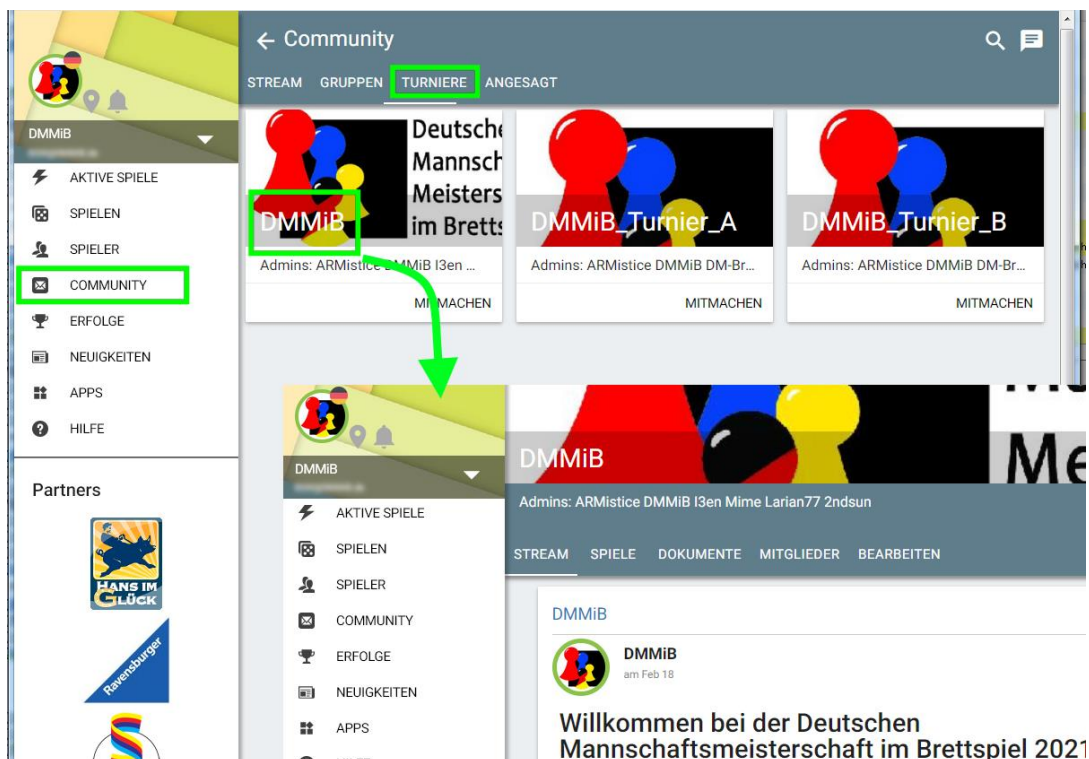 Community
STREAM GRUPPEN TURNIERE ANGESAGT
DMMiB
AKTIVE SPIELE
SPIELEN
SPIELER
COMMUNITY
ERFOLGE
NEUIGKEITEN
APPS
HILFE
Partners
HANS IM
GLÜCK
Ravensburger
Deutsche
Mannsch
Meisters
im Bretts
DMMiB
Admins: ARMistice DMMiB I3en ...
MITMACHEN
DMMiB_Turnier_A
Admins: ARMistice DMMiB DM-Br...
MITMACHEN
DMMiB_Turnier_B
Admins: ARMistice DMMiB DM-Br...
MITMACHEN
DMMiB
AKTIVE SPIELE
SPIELEN
SPIELER
COMMUNITY
ERFOLGE
NEUIGKEITEN
APPS
DMMiB
Me
Admins: ARMistice DMMiB I3en Mime Larian77 2ndsun
STREAM SPIELE DOKUMENTE MITGLIEDER BEARBEITEN
DMMiB
DMMiB
am Feb 18
Willkommen bei der Deutschen
Mannschaftsmeisterschaft im Brettspiel 2021